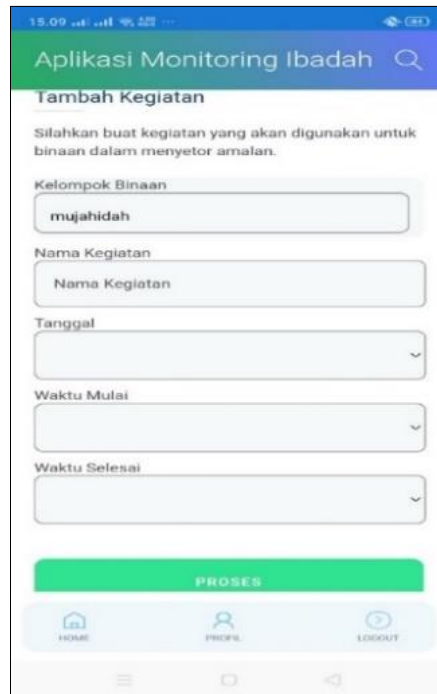 15.09
Aplikasi Monitoring Ibadah
Tambah Kegiatan
Silahkan buat kegiatan yang akan digunakan untuk
binaan dalam menyetor amalan.
Kelompok Binaan
mujahidah
Nama Kegiatan
Nama Kegiatan
Tanggal
Waktu Mulai
Waktu Selesai
PROSES
HOME PROFIL LOGOUT